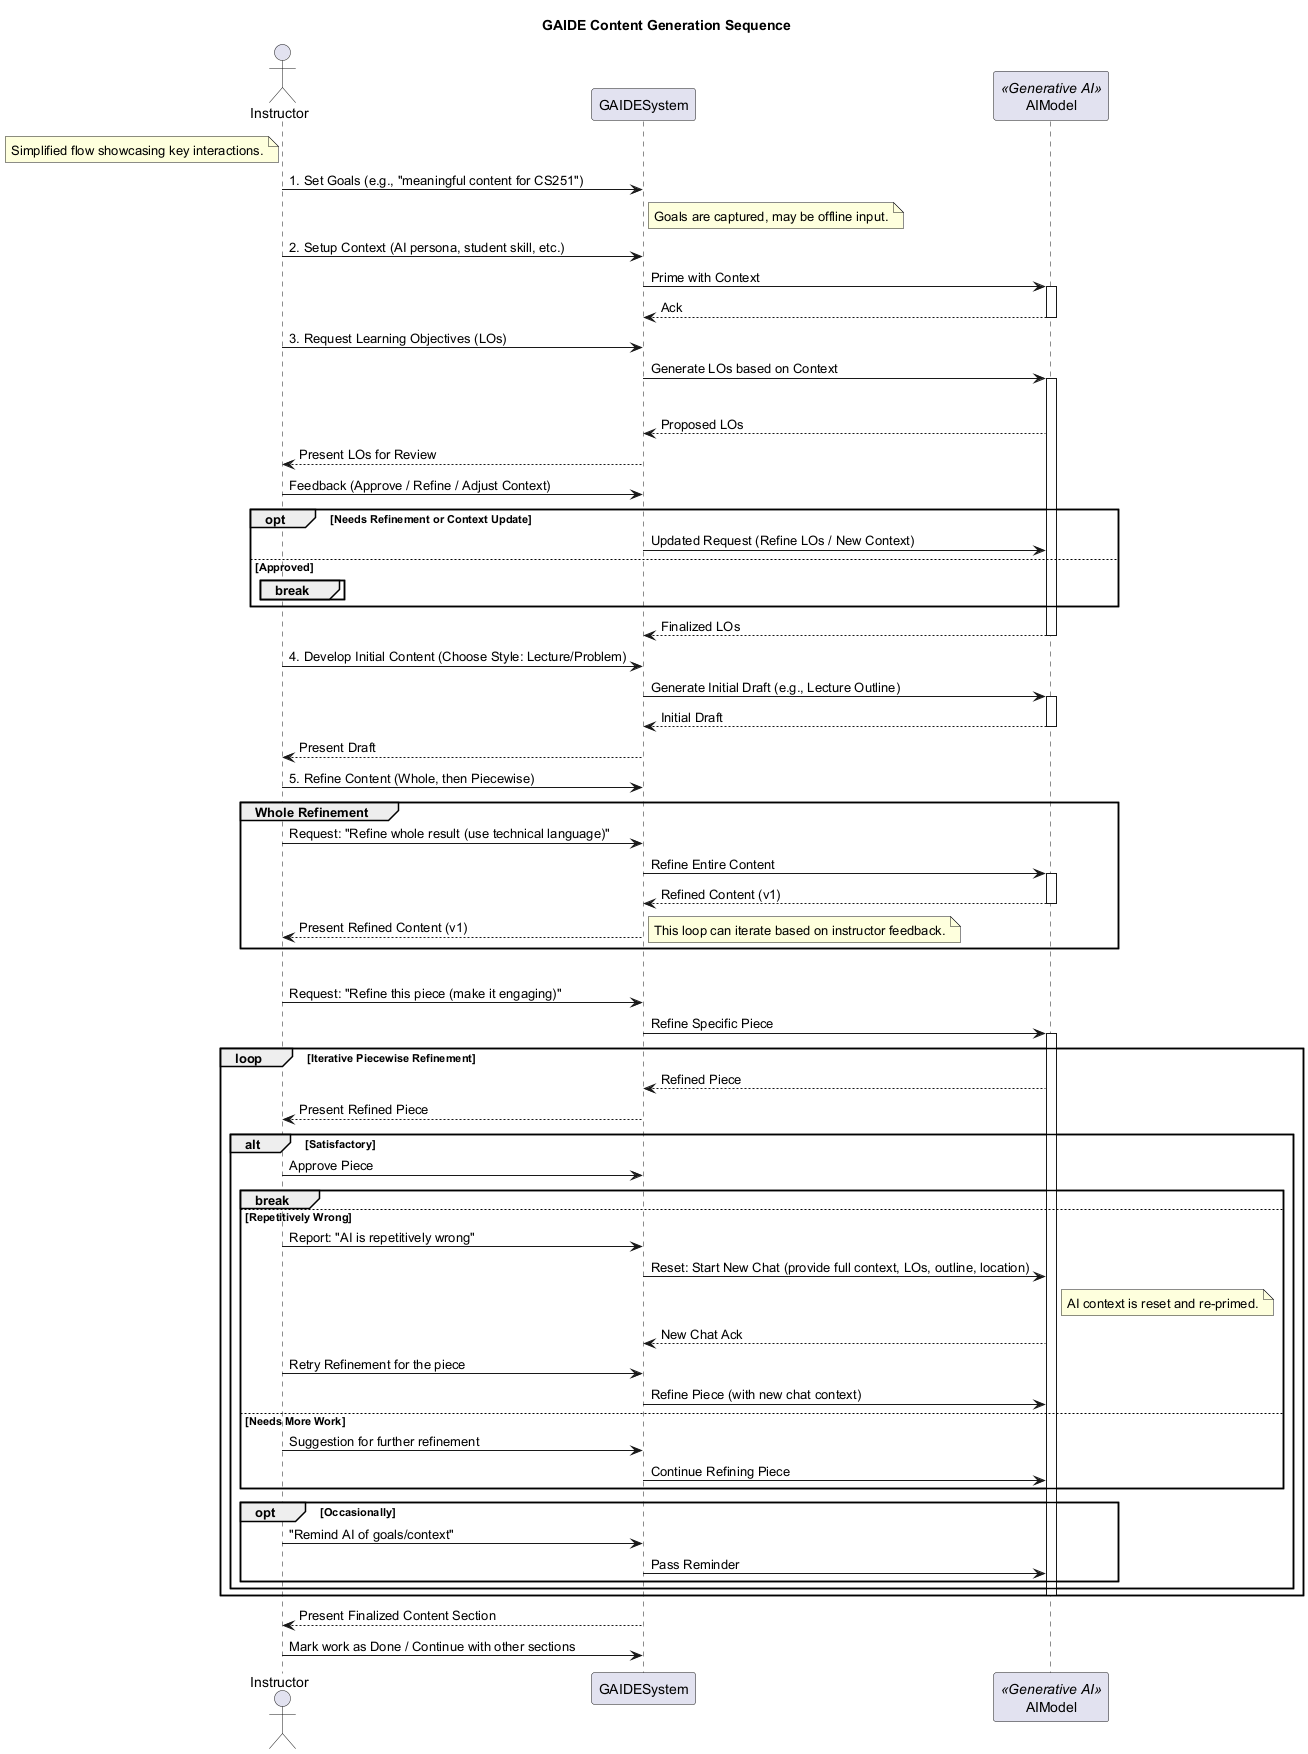 GAIDE Content Generation Sequence
Instructor
GAIDESystem
«Generative AI»
AIModel
Simplified flow showcasing key interactions.
1. Set Goals (e.g., "meaningful content for CS251")
Goals are captured, may be offline input.
2. Setup Context (AI persona, student skill, etc.)
Prime with Context
Ack
3. Request Learning Objectives (LOs)
Generate LOs based on Context
Proposed LOs
Present LOs for Review
Feedback (Approve / Refine / Adjust Context)
opt [Needs Refinement or Context Update]
Updated Request (Refine LOs / New Context)
[Approved]
break
Finalized LOs
4. Develop Initial Content (Choose Style: Lecture/Problem)
Generate Initial Draft (e.g., Lecture Outline)
Initial Draft
Present Draft
5. Refine Content (Whole, then Piecewise)
Whole Refinement
Request: "Refine whole result (use technical language)"
Refine Entire Content
Refined Content (v1)
Present Refined Content (v1)
This loop can iterate based on instructor feedback.
Request: "Refine this piece (make it engaging)"
Refine Specific Piece
loop [Iterative Piecewise Refinement]
Refined Piece
Present Refined Piece
alt [Satisfactory]
Approve Piece
break
[Repetitively Wrong]
Report: "AI is repetitively wrong"
Reset: Start New Chat (provide full context, LOs, outline, location)
AI context is reset and re-primed.
New Chat Ack
Retry Refinement for the piece
Refine Piece (with new chat context)
[Needs More Work]
Suggestion for further refinement
Continue Refining Piece
opt [Occasionally]
"Remind AI of goals/context"
Pass Reminder
Present Finalized Content Section
Mark work as Done / Continue with other sections
Instructor
GAIDESystem
«Generative AI»
AIModel